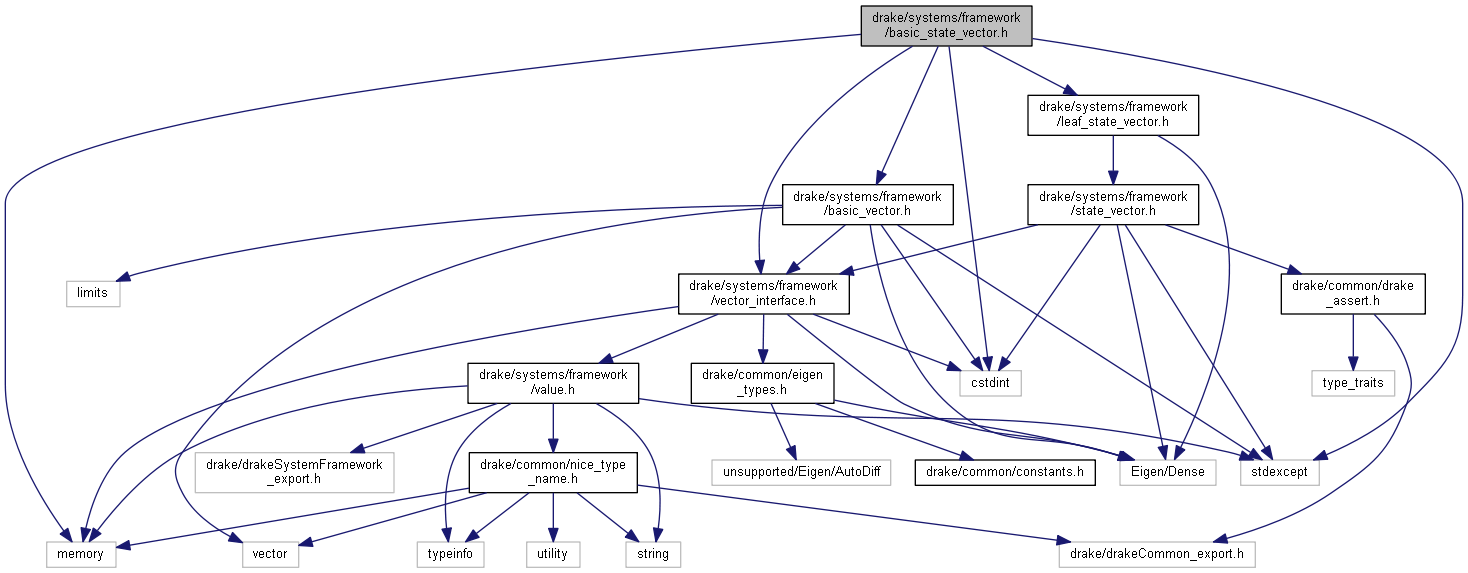 drake/systems/framework
/basic_state_vector.h
drake/systems/framework
/leaf_state_vector.h
drake/systems/framework
/basic_vector.h
drake/systems/framework
/state_vector.h
limits
drake/systems/framework
/vector_interface.h
drake/common/drake
_assert.h
drake/systems/framework
/value.h
drake/common/eigen
_types.h
cstdint
type_traits
drake/drakeSystemFramework
_export.h
drake/common/nice_type
_name.h
unsupported/Eigen/AutoDiff
drake/common/constants.h
Eigen/Dense
stdexcept
memory
vector
typeinfo
utility
string
drake/drakeCommon_export.h